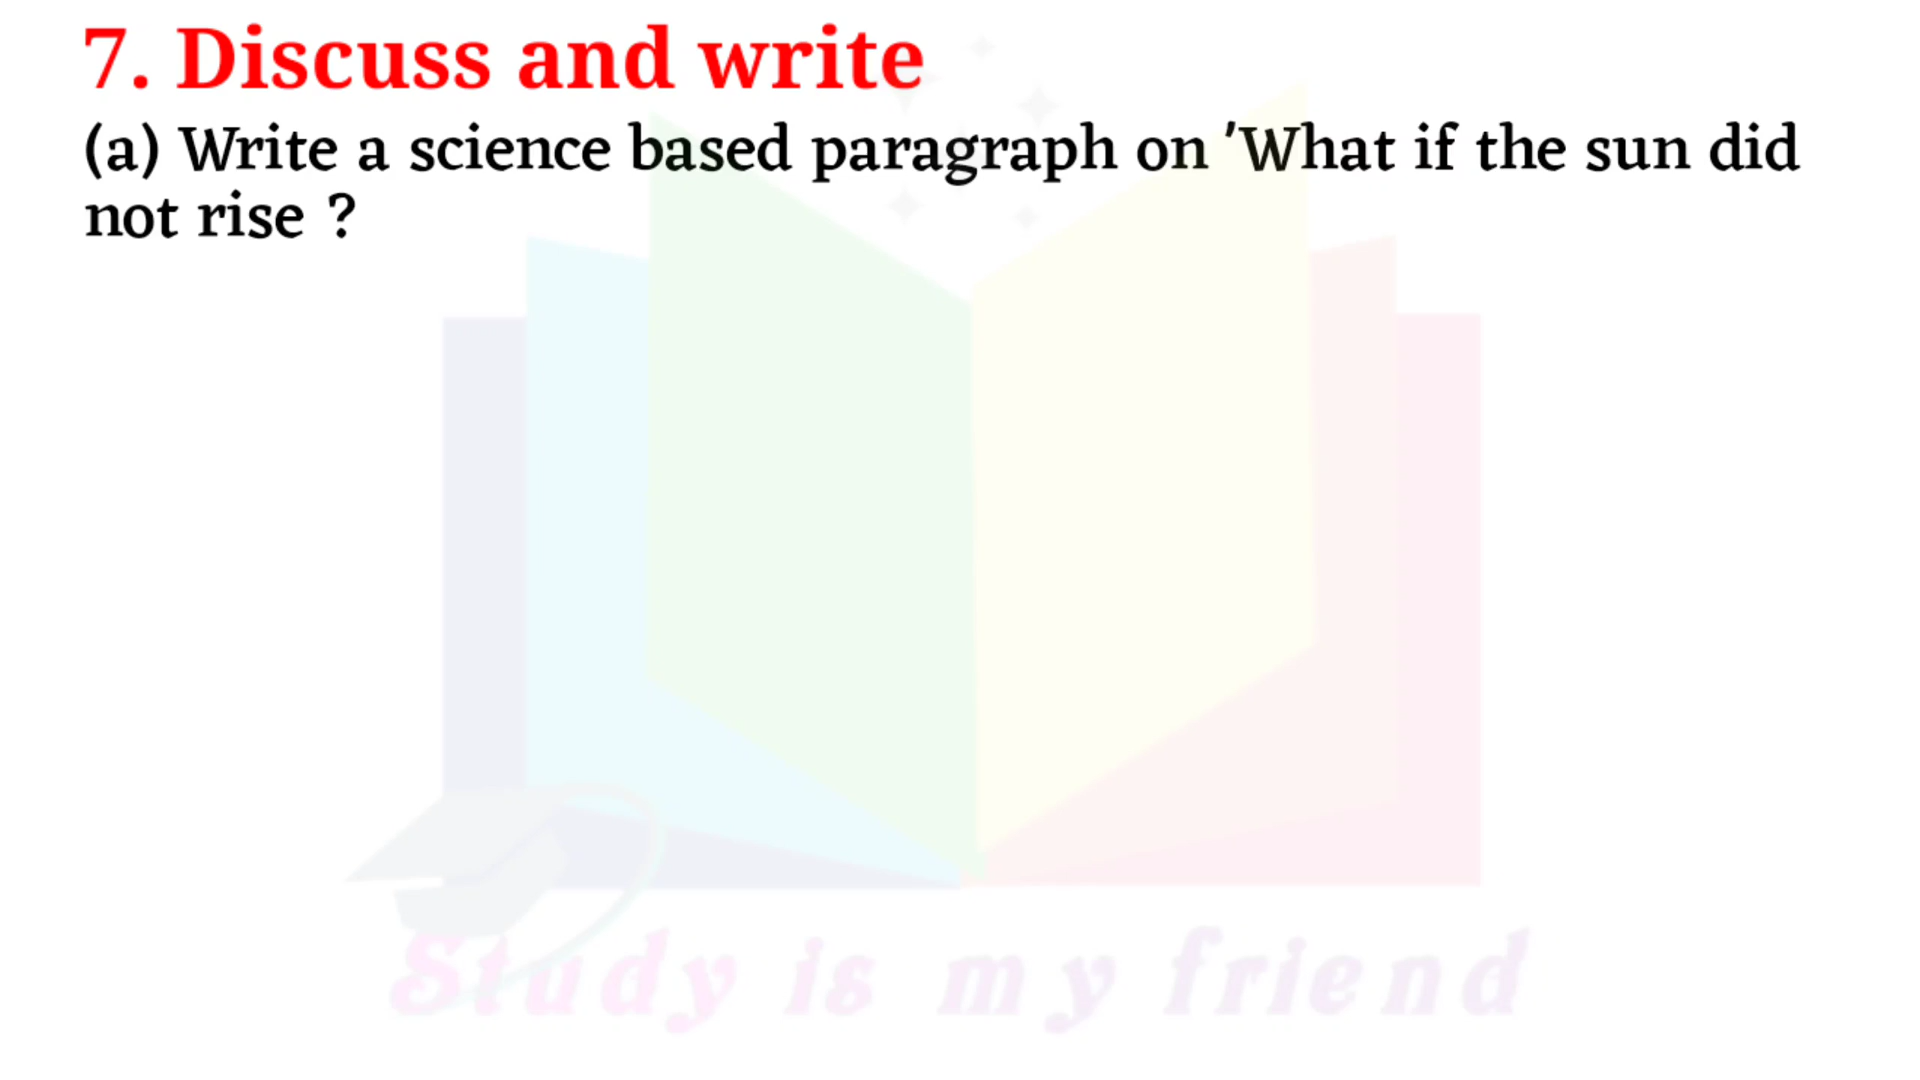 7. Discuss and write
(a) Write a science based paragraph on 'What if the sun did
not rise ?
Study is my friend